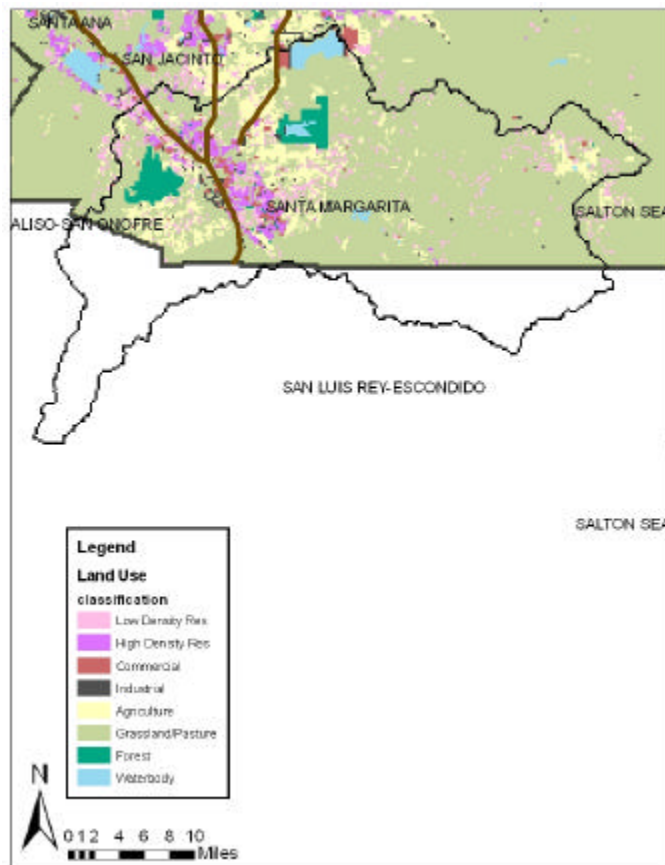 SANTA ANA
SAN JACINTO
SANTA MARGARITA
ALISO-SAN ONOFRE
SALTON SEA
SAN LUIS REY-ESCONDIDO
SALTON SEA
Legend
Land Use
classification
Low Density Res
High Density Res
Commercial
Industrial
Agriculture
Grassland/Pasture
Forest
Waterbody
N
0 1 2 4 6 8 10
Miles